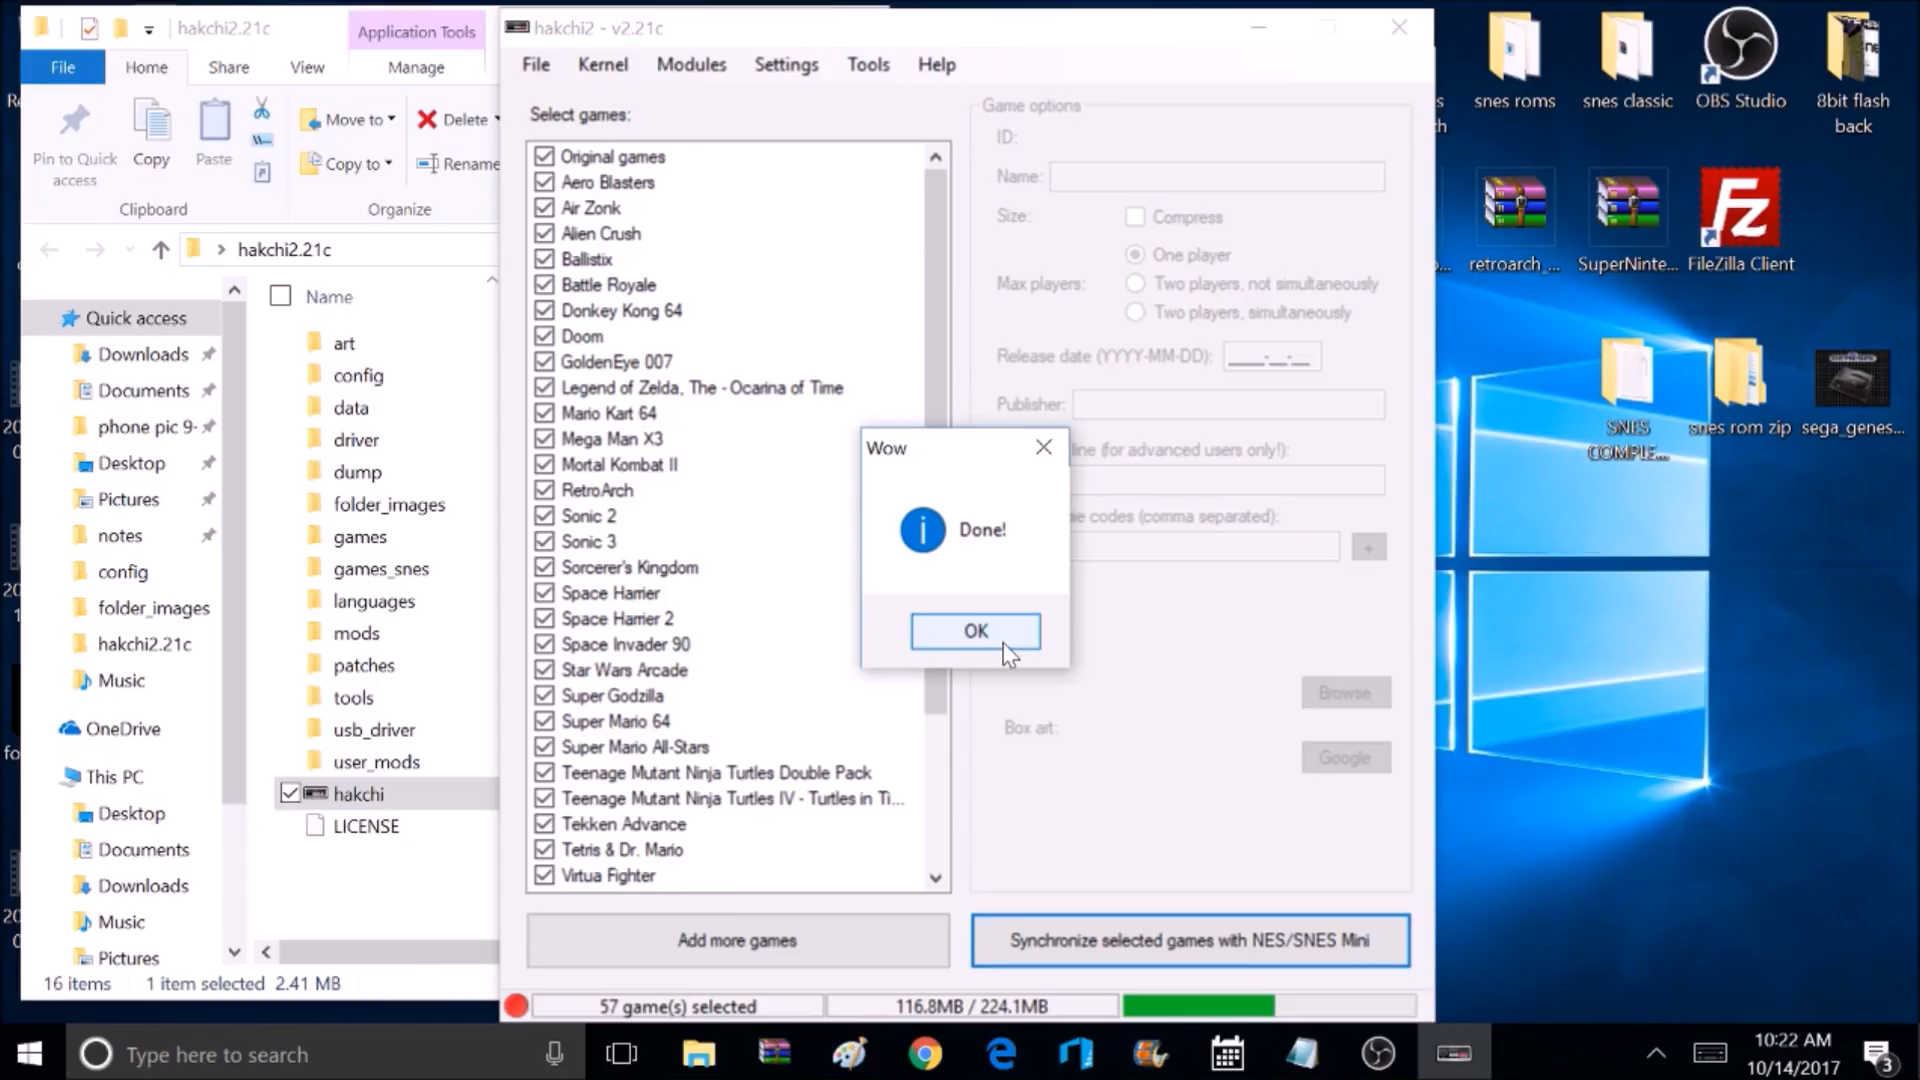 hakchi2.21c
Application Tools
File
Home
Share
View
Manage
Pin to Quick access
Copy
Paste
Move to
Copy to
Delete
Rename
Clipboard
Organize
hakchi2.21c
Quick access
Downloads
Documents
phone pic 9-
Desktop
Pictures
notes
config
folder_images
hakchi2.21c
Music
OneDrive
This PC
Desktop
Documents
Downloads
Music
Pictures
Name
art
config
data
driver
dump
folder_images
games
games_snes
languages
mods
patches
tools
usb_driver
user_mods
hakchi
LICENSE
16 items
1 item selected 2.41 MB
hakchi2 - v2.21c
File
Kernel
Modules
Settings
Tools
Help
Select games:
Original games
Aero Blasters
Air Zonk
Alien Crush
Ballistix
Battle Royale
Donkey Kong 64
Doom
GoldenEye 007
Legend of Zelda, The - Ocarina of Time
Mario Kart 64
Mega Man X3
Mortal Kombat II
RetroArch
Sonic 2
Sonic 3
Sorcerer's Kingdom
Space Harrier
Space Harrier 2
Space Invader 90
Star Wars Arcade
Super Godzilla
Super Mario 64
Super Mario All-Stars
Teenage Mutant Ninja Turtles Double Pack
Teenage Mutant Ninja Turtles IV - Turtles in Ti...
Tekken Advance
Tetris & Dr. Mario
Virtua Fighter
Add more games
Game options
ID:
Name:
Size:
Compress
Max players:
One player
Two players, not simultaneously
Two players, simultaneously
Release date (YYYY-MM-DD):
____-__-__
Publisher:
line (for advanced users only!):
codes (comma separated):
+
Box art:
Browse
Google
Synchronize selected games with NES/SNES Mini
57 game(s) selected
116.8MB / 224.1MB
Wow
Done!
OK
snes roms
snes classic
OBS Studio
8bit flash
back
retroarch_...
SuperNinte...
FileZilla Client
SNES
COMPLE...
snes rom zip
sega_genes...
Type here to search
10:22 AM
10/14/2017
3